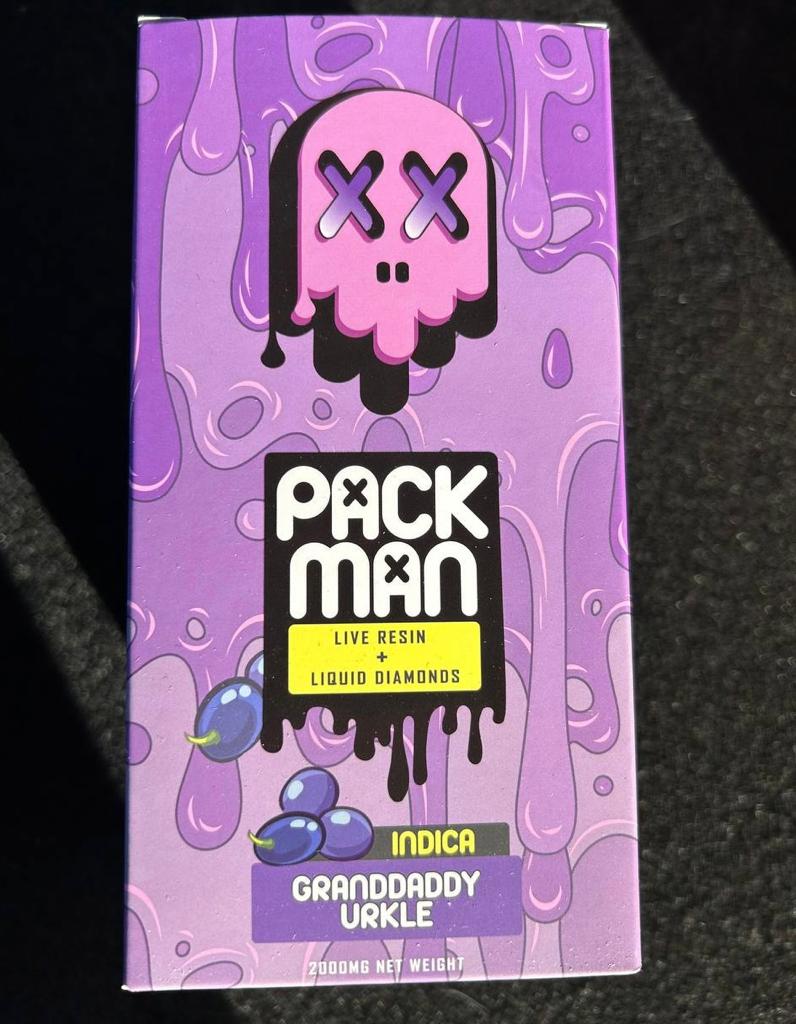 PACK
MAN
LIVE RESIN
+
LIQUID DIAMONDS
INDICA
GRANDDADDY
URKLE
2000MG NET WEIGHT